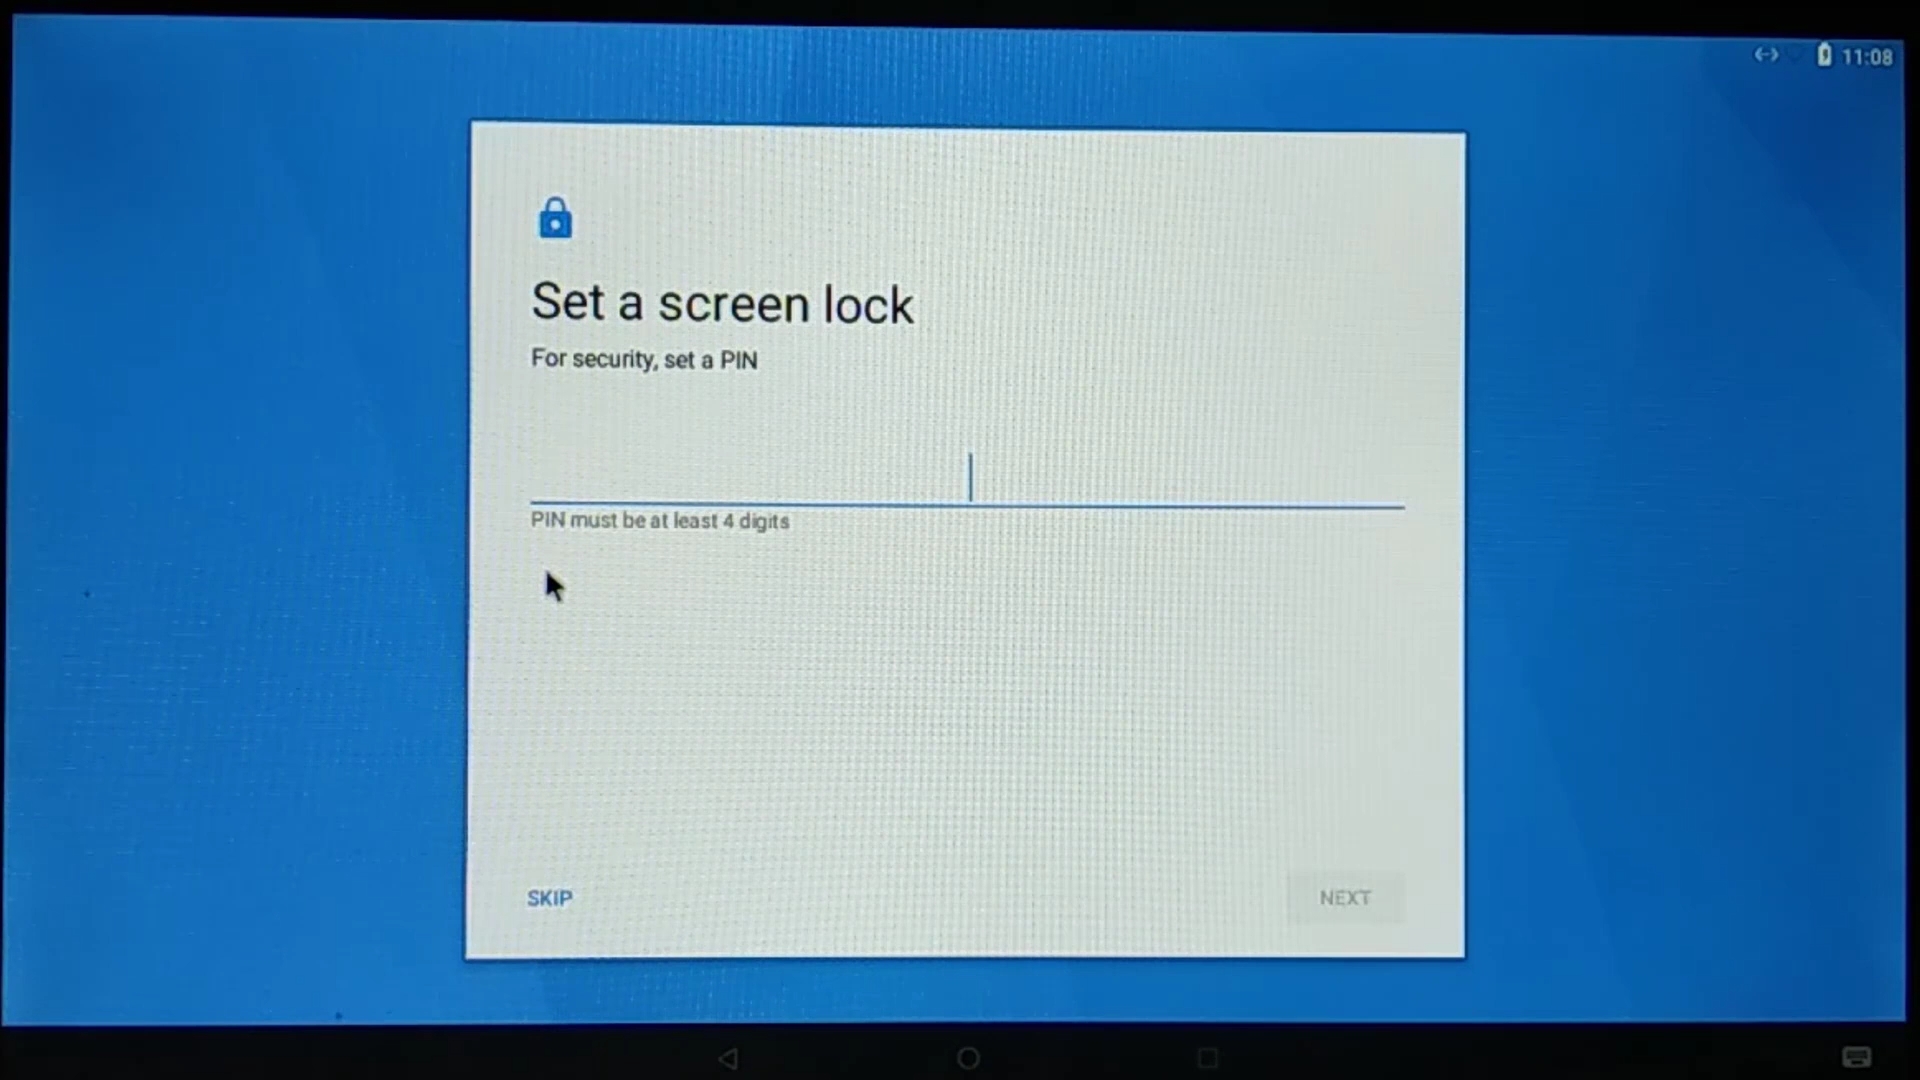 11:08
Set a screen lock
For security, set a PIN
PIN must be at least 4 digits
SKIP
NEXT